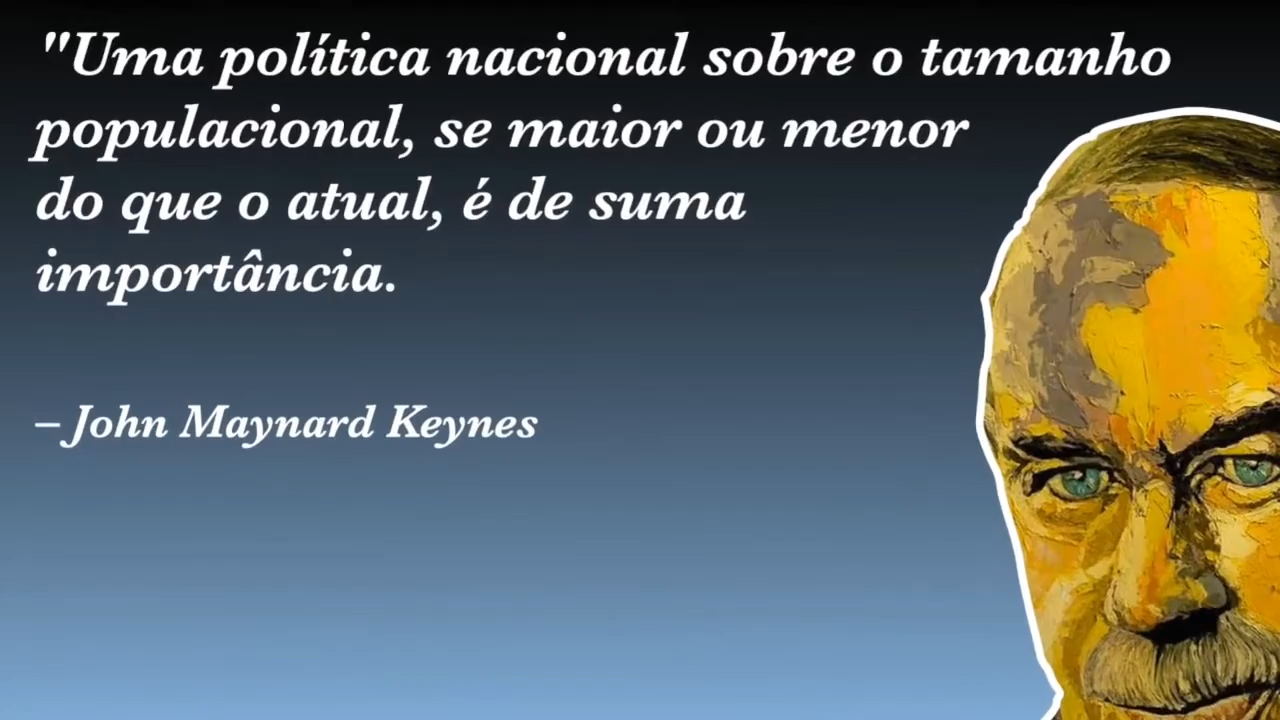 "Uma política nacional sobre o tamanho
populacional, se maior ou menor
do que o atual, é de suma
importância.
– John Maynard Keynes